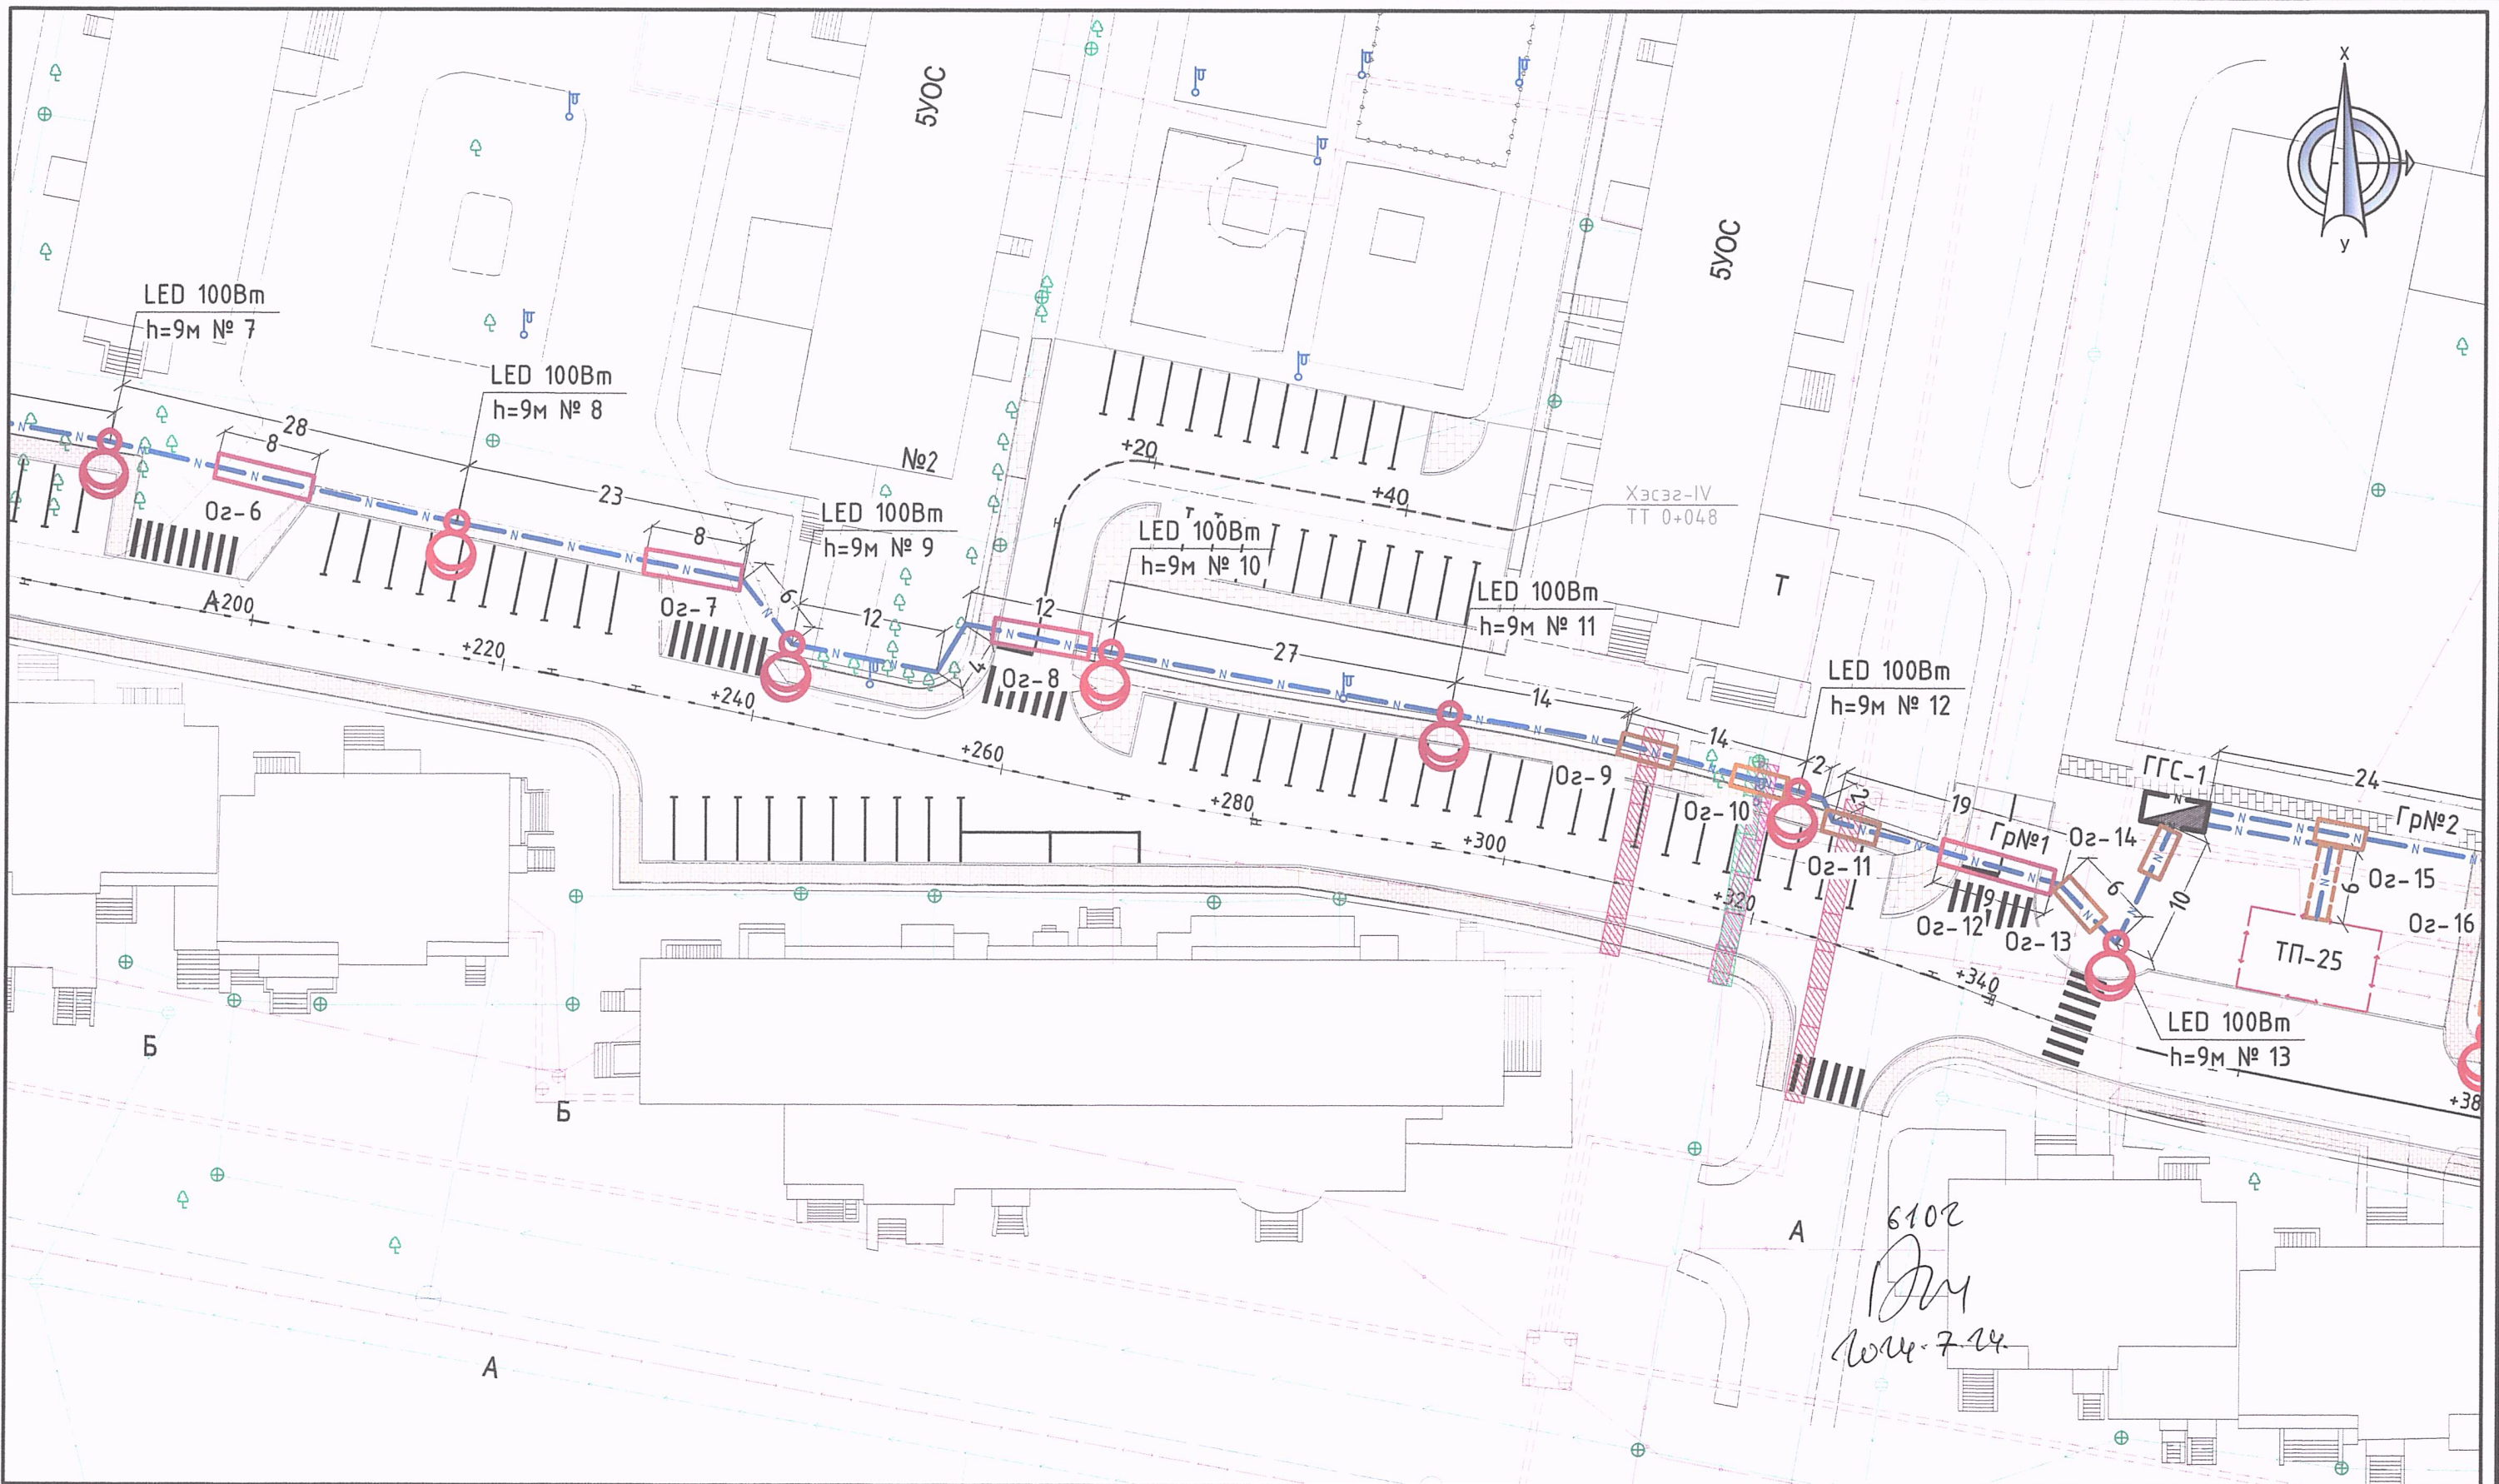 X
y
5УОС
5УОС
LED 100Вт
h=9м № 7
28
8
Ог-6
LED 100Вт
h=9м № 8
23
8
Ог-7
6
№2
LED 100Вт
h=9м № 9
12
4
12
Ог-8
+20
+40
Хэсэг-IV
ТТ 0+048
LED 100Вт
h=9м № 10
27
LED 100Вт
h=9м № 11
14
Ог-9
14
Т
LED 100Вт
h=9м № 12
2
2
Ог-10
Ог-11
19
Гр№1
9
Ог-12
Ог-13
Ог-14
6
10
ГГС-1
24
Гр№2
Ог-15
6
Ог-16
ТП-25
LED 100Вт
h=9м № 13
А200
+220
+240
+260
+280
+300
+320
+340
+38
Б
Б
А
А
6102
2024.7.24.